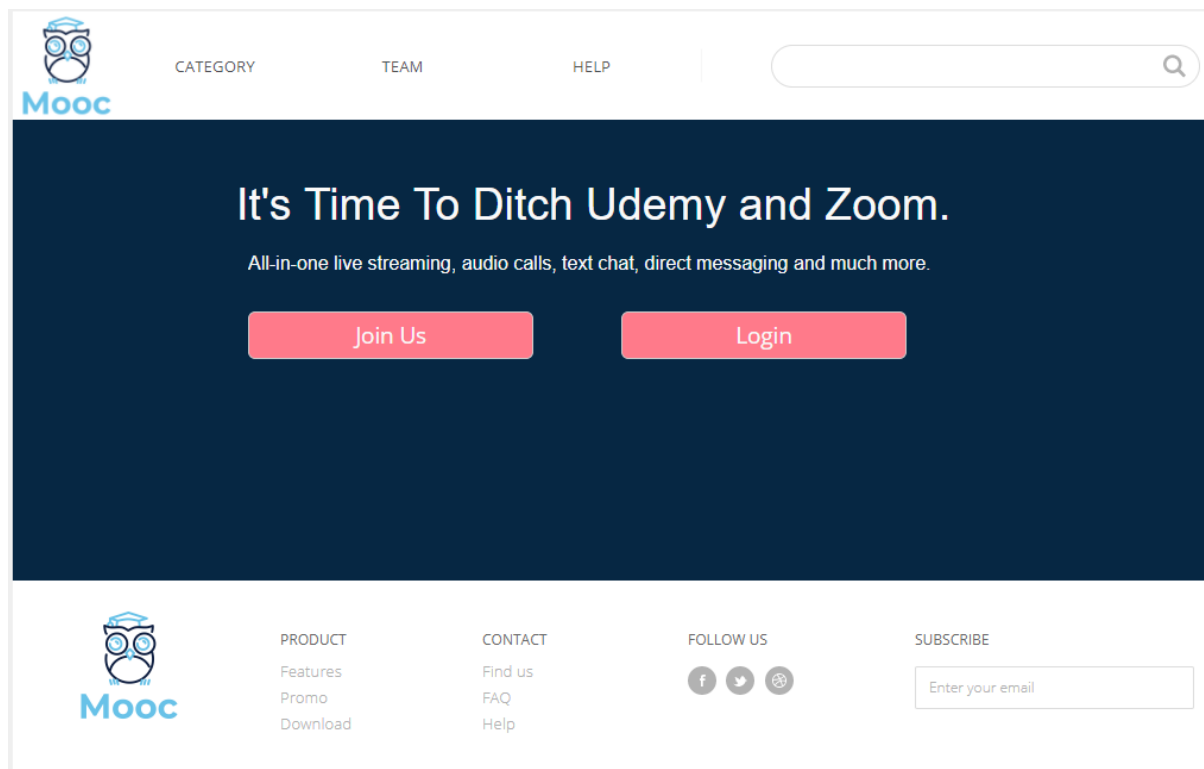 Mooc
CATEGORY TEAM HELP
It's Time To Ditch Udemy and Zoom.
All-in-one live streaming, audio calls, text chat, direct messaging and much more.
Join Us
Login
Mooc
PRODUCT
Features
Promo
Download
CONTACT
Find us
FAQ
Help
FOLLOW US
SUBSCRIBE
Enter your email